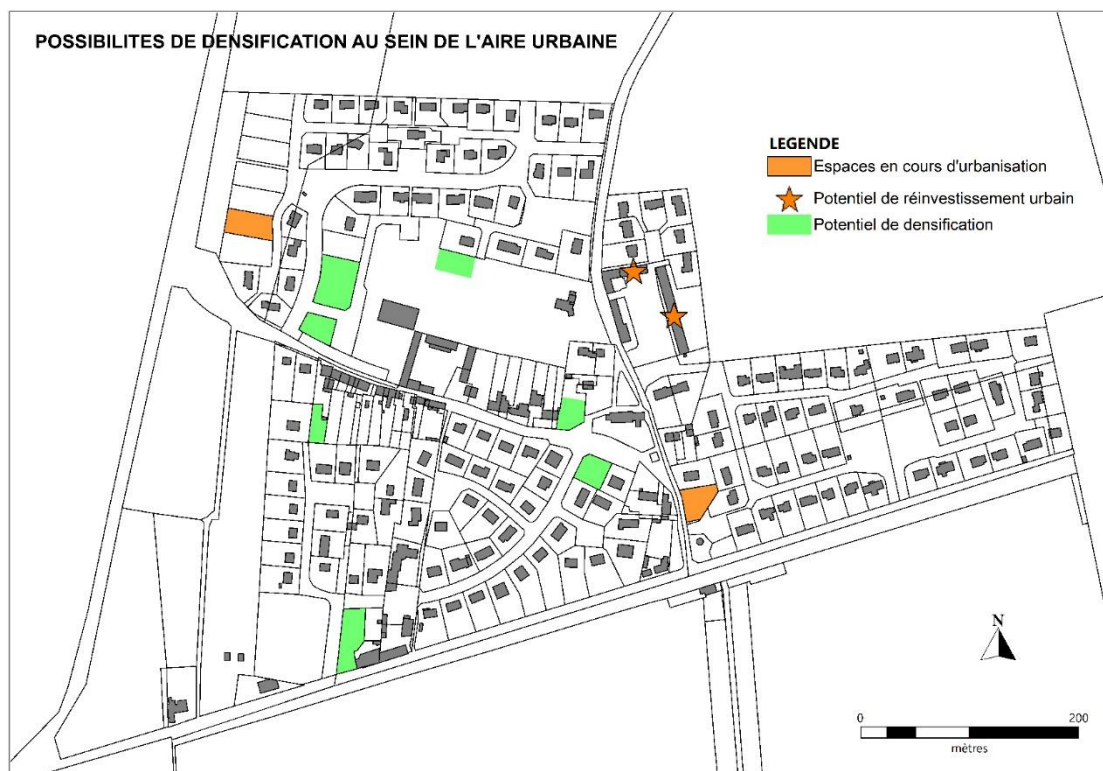 POSSIBILITES DE DENSIFICATION AU SEIN DE L'AIRE URBAINE
LEGENDE
Espaces en cours d'urbanisation
Potentiel de réinvestissement urbain
Potentiel de densification
N
0 200
mètres